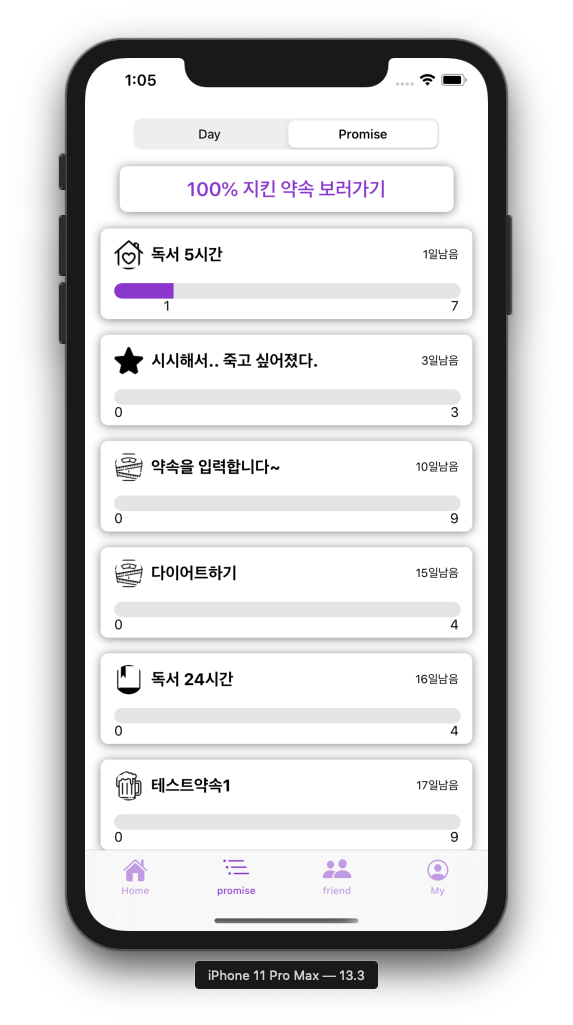 1:05
Day
Promise
100% 지킨 약속 보러가기
독서 5시간
1일남음
1
7
시시해서.. 죽고 싶어졌다.
3일남음
0
3
약속을 입력합니다~
10일남음
0
9
다이어트하기
15일남음
0
4
독서 24시간
16일남음
0
4
테스트약속1
17일남음
0
9
Home
promise
friend
My
iPhone 11 Pro Max — 13.3